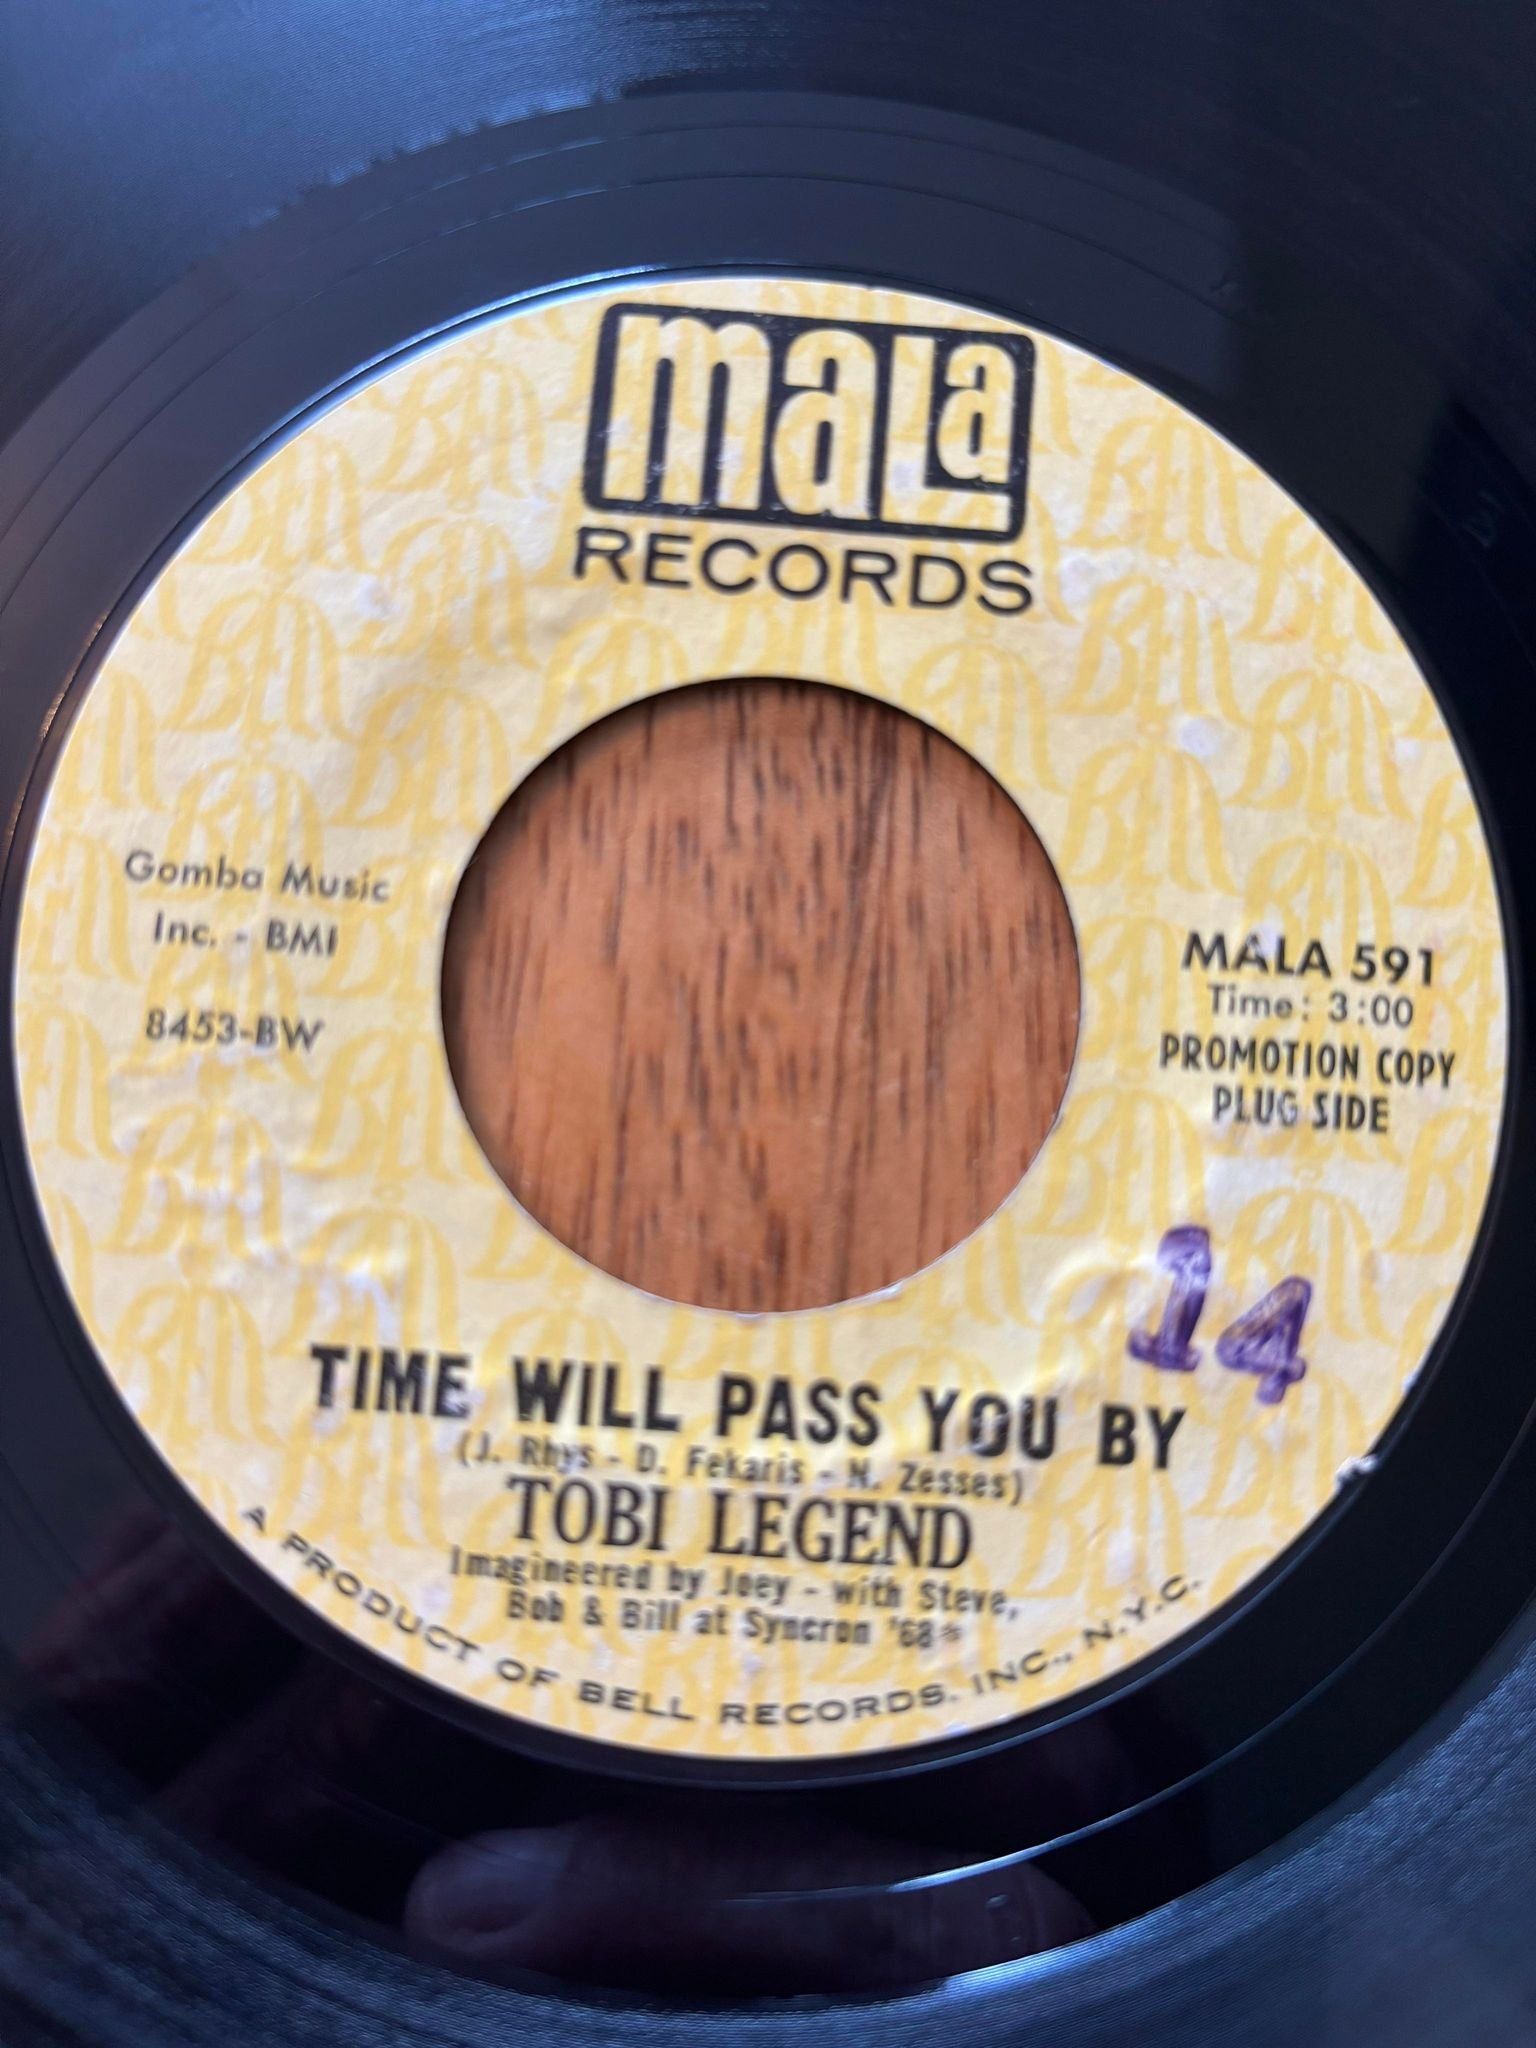 mala
RECORDS
Gomba Music
Inc. - BMI
8453-BW
MALA 591
Time: 3:00
PROMOTION COPY
PLUG SIDE
14
TIME WILL PASS YOU BY
(J. Rhys - D. Fekaris - N. Zesses)
TOBI LEGEND
Imagineered by Joey - with Steve,
Bob & Bill at Syncron '68*
A PRODUCT OF BELL RECORDS, INC., N.Y.C.